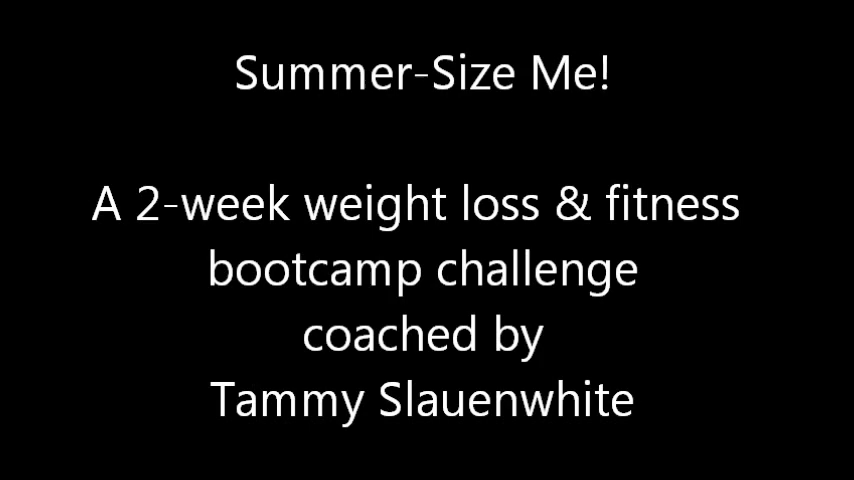 Summer-Size Me!
A 2-week weight loss & fitness
bootcamp challenge
coached by
Tammy Slauenwhite